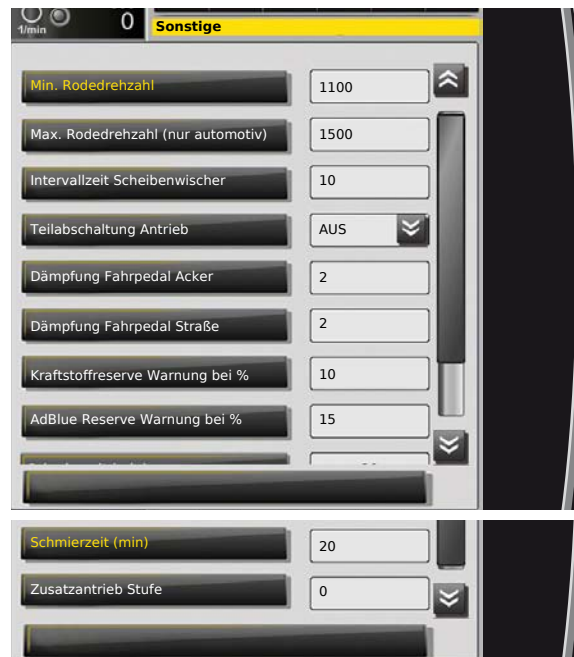 1/min
0
Sonstige
Min. Rodedrehzahl
1100
Max. Rodedrehzahl (nur automotiv)
1500
Intervallzeit Scheibenwischer
10
Teilabschaltung Antrieb
AUS
Dämpfung Fahrpedal Acker
2
Dämpfung Fahrpedal Straße
2
Kraftstoffreserve Warnung bei %
10
AdBlue Reserve Warnung bei %
15
Schmierzeit (min)
20
Zusatzantrieb Stufe
0